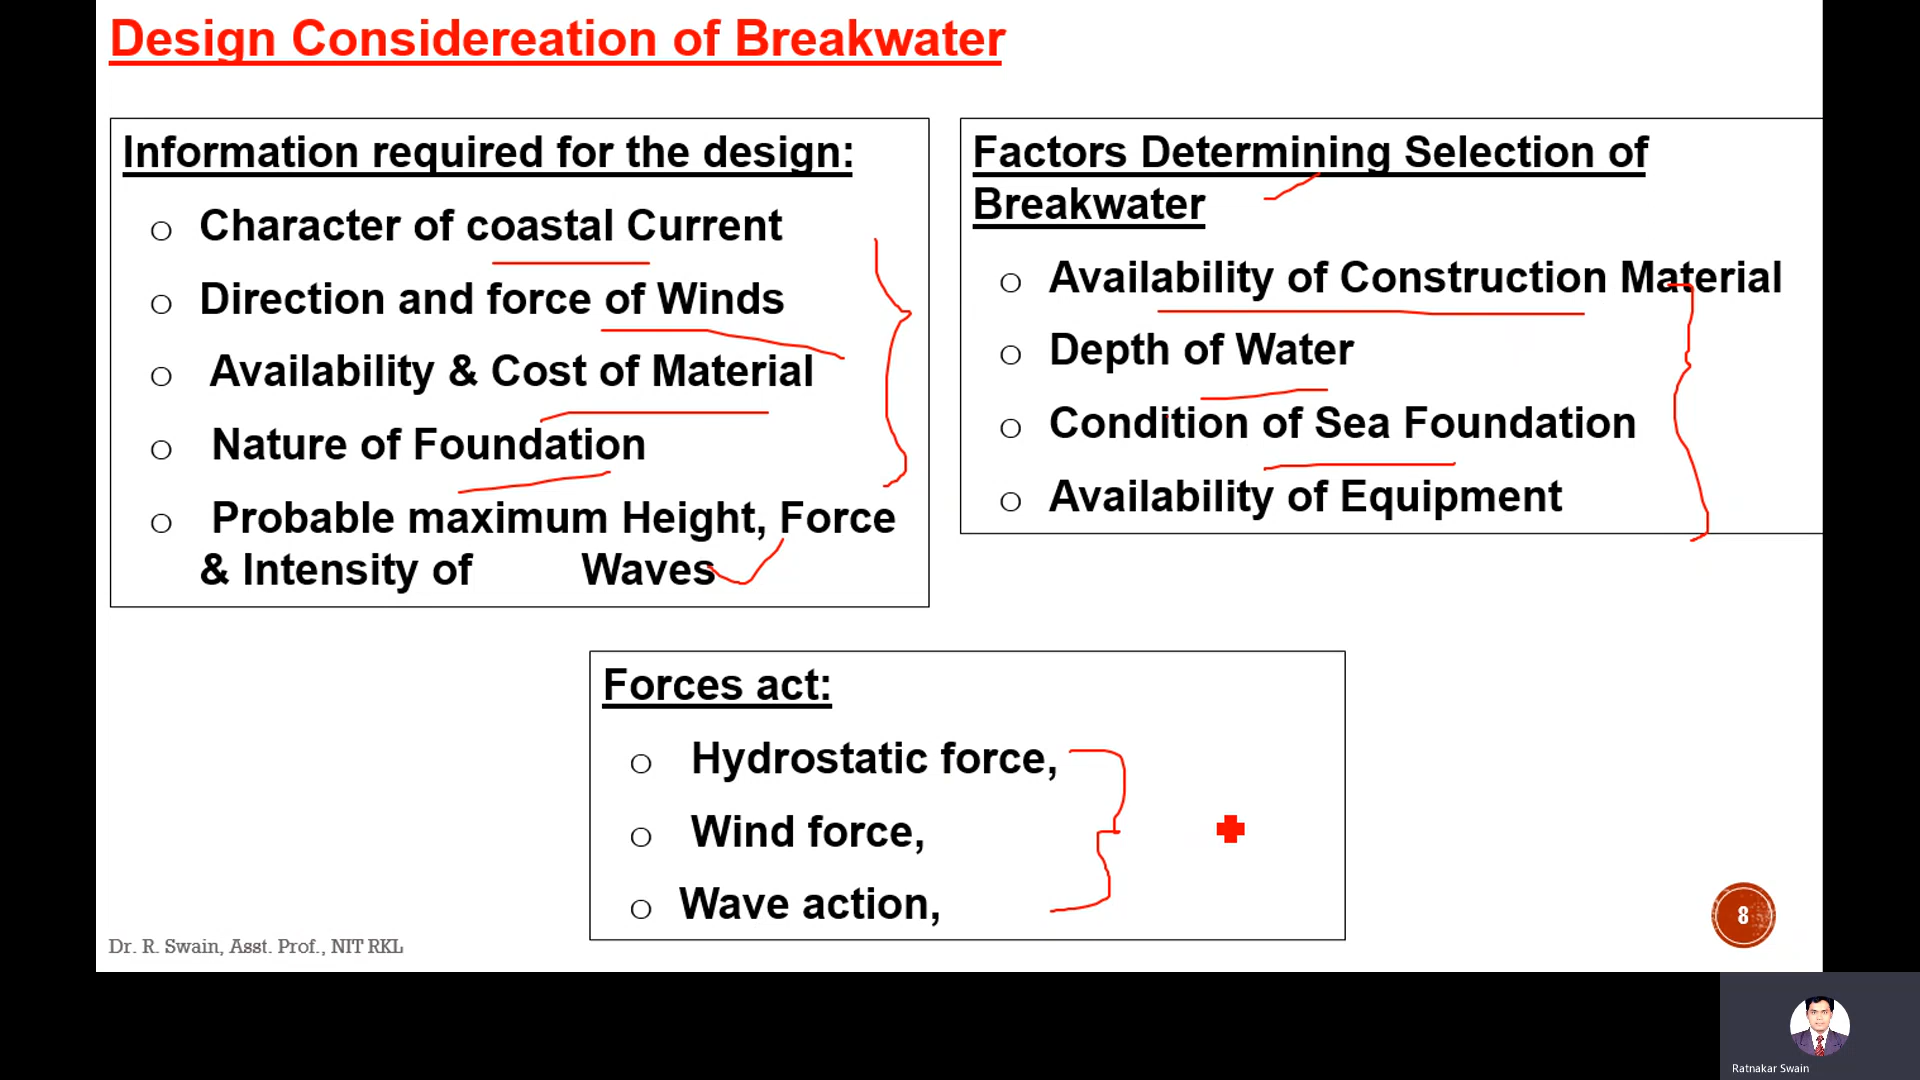 Design Considereation of Breakwater
Information required for the design:
o Character of coastal Current
o Direction and force of Winds
o Availability & Cost of Material
o Nature of Foundation
o Probable maximum Height, Force
& Intensity of Waves
Factors Determining Selection of
Breakwater
o Availability of Construction Material
o Depth of Water
o Condition of Sea Foundation
o Availability of Equipment
Forces act:
o Hydrostatic force,
o Wind force,
o Wave action,
Dr. R. Swain, Asst. Prof., NIT RKL
8
Ratnakar Swain